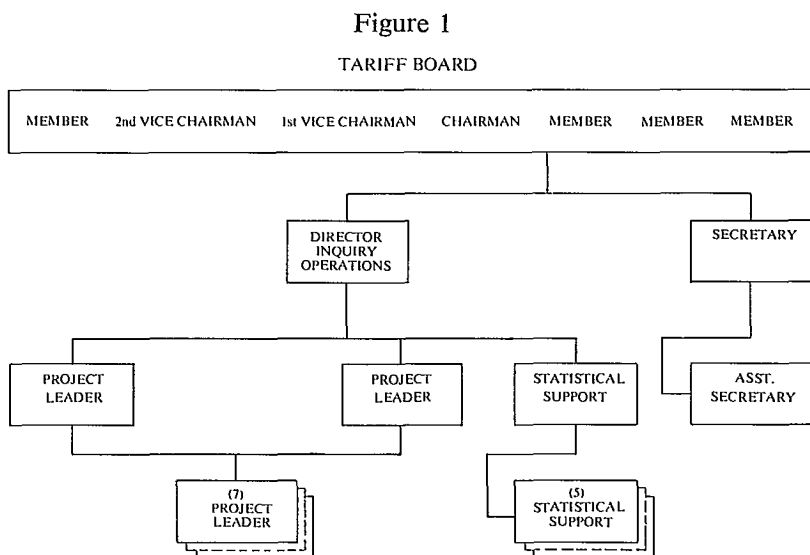 Figure 1
TARIFF BOARD
MEMBER 2nd VICE CHAIRMAN 1st VICE CHAIRMAN CHAIRMAN MEMBER MEMBER MEMBER
DIRECTOR
INQUIRY
OPERATIONS
SECRETARY
PROJECT
LEADER
PROJECT
LEADER
STATISTICAL
SUPPORT
ASST.
SECRETARY
(7)
PROJECT
LEADER
(5)
STATISTICAL
SUPPORT